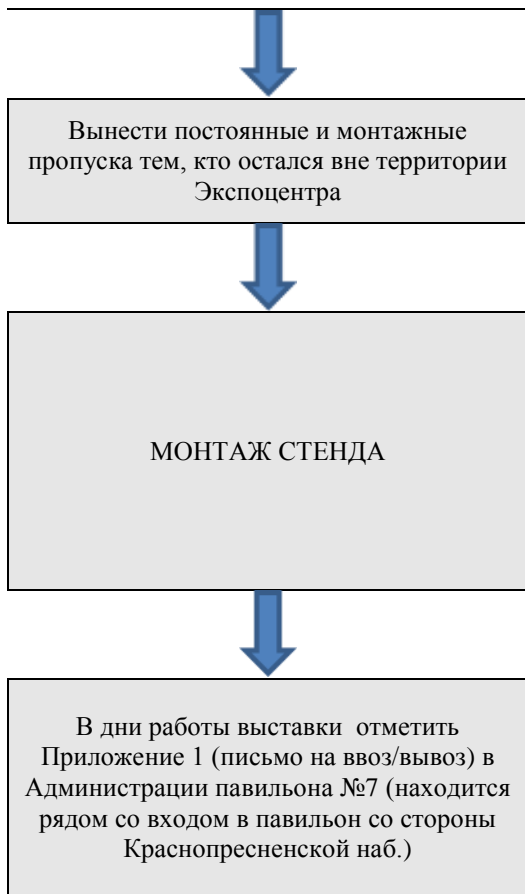 Вынести постоянные и монтажные
пропуска тем, кто остался вне территории
Экспоцентра
МОНТАЖ СТЕНДА
В дни работы выставки отметить
Приложение 1 (письмо на ввоз/вывоз) в
Администрации павильона №7 (находится
рядом со входом в павильон со стороны
Краснопресненской наб.)